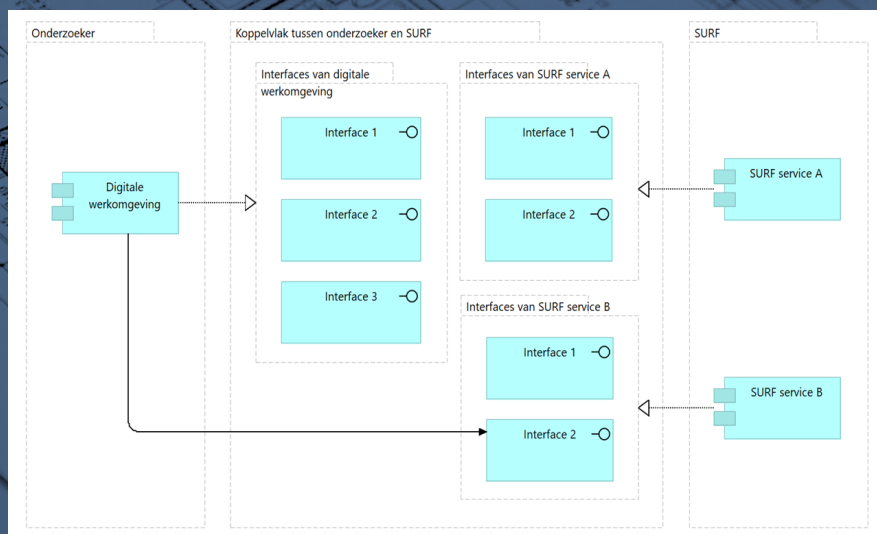 Onderzoeker
Koppelvlak tussen onderzoeker en SURF
SURF
Interfaces van digitale
werkomgeving
Interface 1
Interface 2
Interface 3
Interfaces van SURF service A
Interface 1
Interface 2
Interfaces van SURF service B
Interface 1
Interface 2
Digitale
werkomgeving
SURF service A
SURF service B